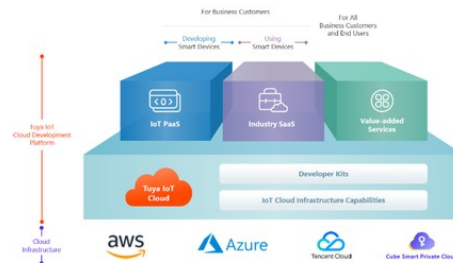 For Business Customers
For All
Business Customers
and End Users
Developing
Smart Devices
Using
Smart Devices
IoT PaaS
Industry SaaS
Value-added
Services
Tuya IoT
Cloud Development
Platform
Developer Kits
Tuya IoT
Cloud
IoT Cloud Infrastructure Capabilities
Cloud
Infrastructure
aws
Azure
Tencent Cloud
Cube Smart Private Cloud